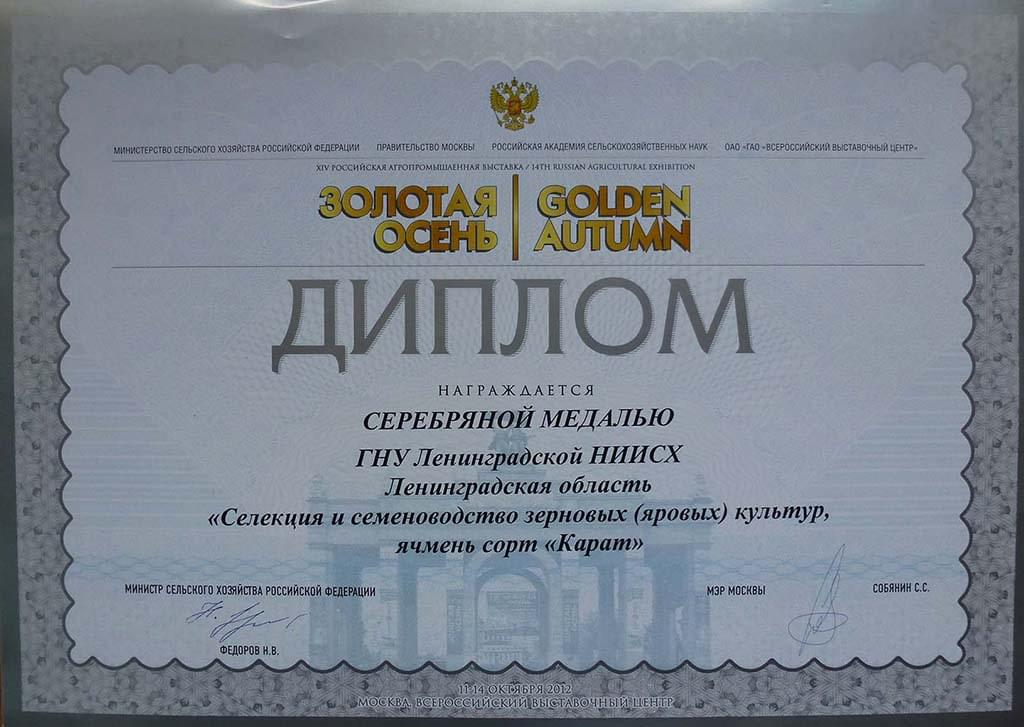 МИНИСТЕРСТВО СЕЛЬСКОГО ХОЗЯЙСТВА РОССИЙСКОЙ ФЕДЕРАЦИИ ПРАВИТЕЛЬСТВО МОСКВЫ РОССИЙСКАЯ АКАДЕМИЯ СЕЛЬСКОХОЗЯЙСТВЕННЫХ НАУК ОАО «ГАО «ВСЕРОССИЙСКИЙ ВЫСТАВОЧНЫЙ ЦЕНТР»
XIV РОССИЙСКАЯ АГРОПРОМЫШЛЕННАЯ ВЫСТАВКА / 14TH RUSSIAN AGRICULTURAL EXHIBITION
ЗОЛОТАЯ GOLDEN
ОСЕНЬ AUTUMN
ДИПЛОМ
НАГРАЖДАЕТСЯ
СЕРЕБРЯНОЙ МЕДАЛЬЮ
ГНУ Ленинградской НИИСХ
Ленинградская область
«Селекция и семеноводство зерновых (яровых) культур,
ячмень сорт «Карат»
МИНИСТР СЕЛЬСКОГО ХОЗЯЙСТВА РОССИЙСКОЙ ФЕДЕРАЦИИ МЭР МОСКВЫ СОБЯНИН С.С.
ФЕДОРОВ Н.В.
11-14 ОКТЯБРЯ 2012
МОСКВА, ВСЕРОССИЙСКИЙ ВЫСТАВОЧНЫЙ ЦЕНТР